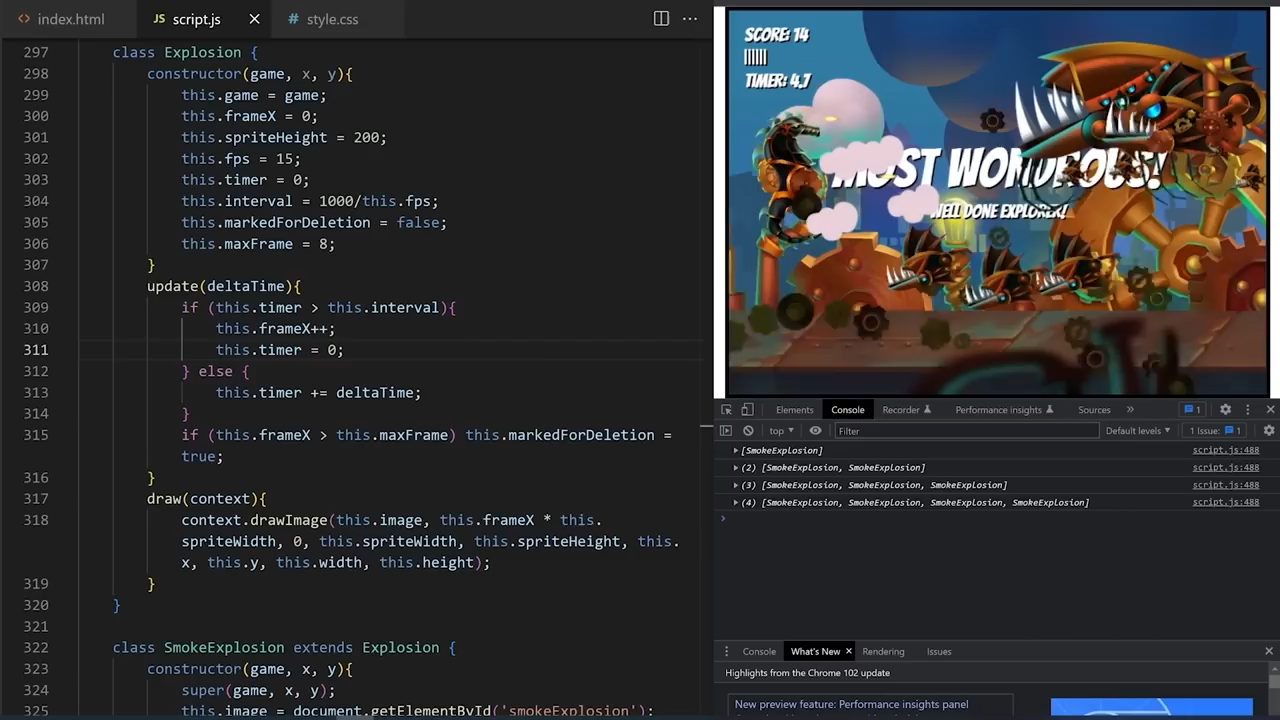 <> index.html
JS script.js ×
# style.css
···
297 class Explosion {
298 constructor(game, x, y){
299 this.game = game;
300 this.frameX = 0;
301 this.spriteHeight = 200;
302 this.fps = 15;
303 this.timer = 0;
304 this.interval = 1000/this.fps;
305 this.markedForDeletion = false;
306 this.maxFrame = 8;
307 }
308 update(deltaTime){
309 if (this.timer > this.interval){
310 this.frameX++;
311 this.timer = 0;
312 } else {
313 this.timer += deltaTime;
314 }
315 if (this.frameX > this.maxFrame) this.markedForDeletion =
true;
316 }
317 draw(context){
318 context.drawImage(this.image, this.frameX * this.
spriteWidth, 0, this.spriteWidth, this.spriteHeight, this.
x, this.y, this.width, this.height);
319 }
320 }
321
322 class SmokeExplosion extends Explosion {
323 constructor(game, x, y){
324 super(game, x, y);
325 this.image = document.getElementById('smokeExplosion');
SCORE: 14
TIMER: 4.7
MOST WONDROUS!
WELL DONE EXPLORER!
Elements Console Recorder Performance insights Sources » 1
top ▼ Filter Default levels ▼ 1 Issue: 1
[SmokeExplosion] script.js:488
(2) [SmokeExplosion, SmokeExplosion] script.js:488
(3) [SmokeExplosion, SmokeExplosion, SmokeExplosion] script.js:488
(4) [SmokeExplosion, SmokeExplosion, SmokeExplosion, SmokeExplosion] script.js:488
Console What's New × Rendering Issues
Highlights from the Chrome 102 update
New preview feature: Performance insights panel